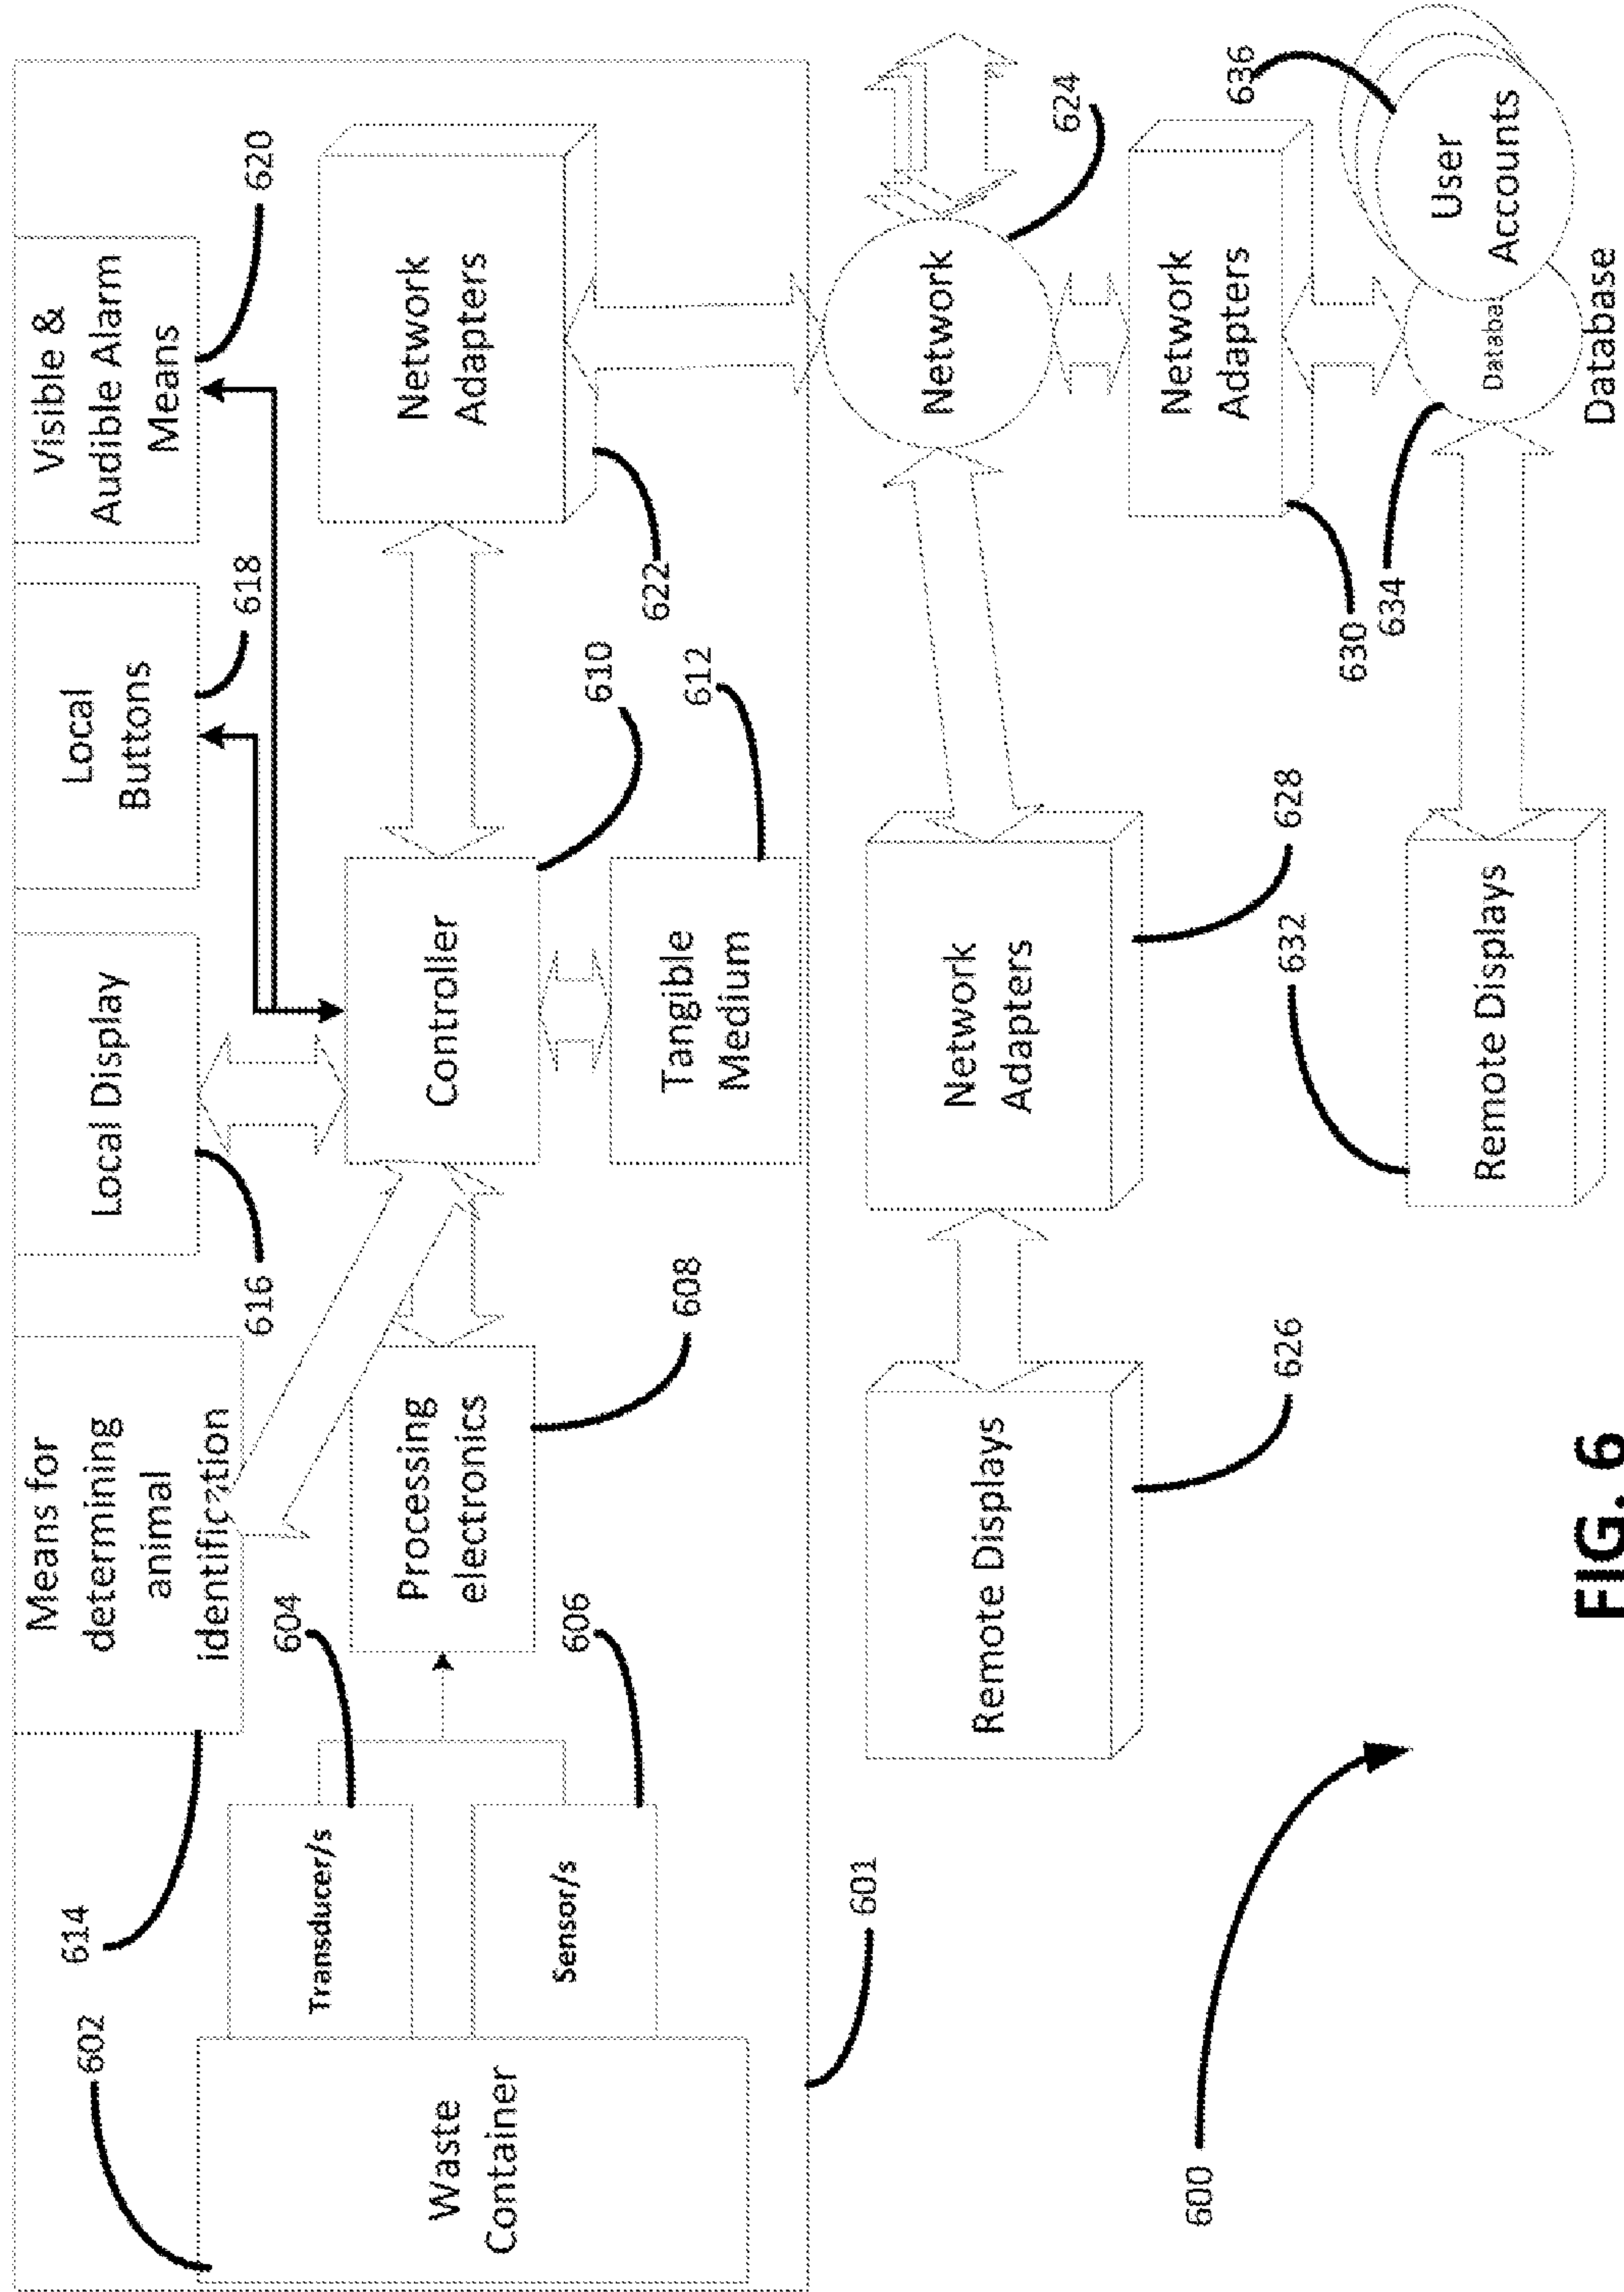 602
614
Means for
determining
animal
identification
616
Local Display
Local
Buttons
618
Visible &
Audible Alarm
Means
620
Waste
Container
Transducer/s
604
Sensor/s
606
Processing
electronics
608
Controller
610
Tangible
Medium
612
Network
Adapters
622
601
Remote Displays
626
Network
Adapters
628
Network
624
Network
Adapters
630
632
Remote Displays
634
Databas
Database
User
Accounts
636
600
FIG. 6